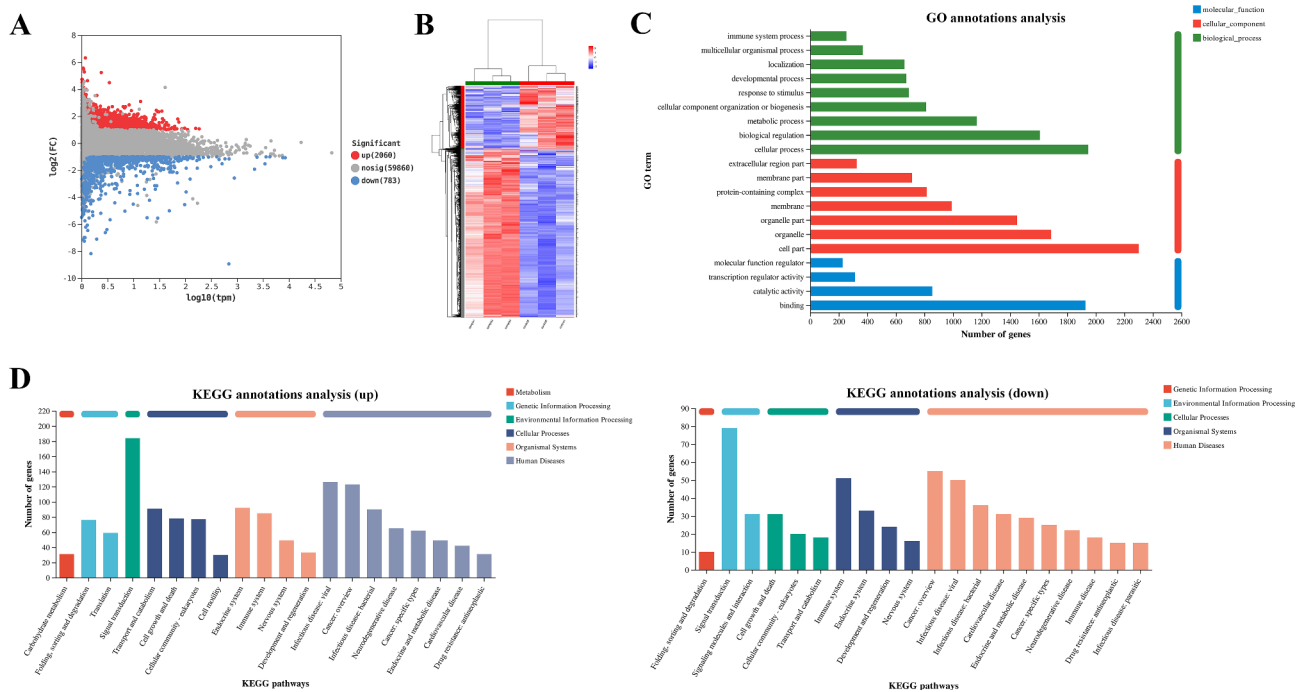 A
8
6
4
2
0
-2
-4
-6
-8
-10
log2(FC)
0
0.5
1
1.5
2
2.5
3
3.5
4
4.5
5
log10(tpm)
Significant
up(2060)
nosig(59860)
down(783)
B
C
GO annotations analysis
molecular_function
cellular_component
biological_process
GO term
immune system process
multicellular organismal process
localization
developmental process
response to stimulus
cellular component organization or biogenesis
metabolic process
biological regulation
cellular process
extracellular region part
membrane part
protein-containing complex
membrane
organelle part
organelle
cell part
molecular function regulator
transcription regulator activity
catalytic activity
binding
0
200
400
600
800
1000
1200
1400
1600
1800
2000
2200
2400
2600
Number of genes
D
KEGG annotations analysis (up)
Metabolism
Genetic Information Processing
Environmental Information Processing
Cellular Processes
Organismal Systems
Human Diseases
Number of genes
220
200
180
160
140
120
100
80
60
40
20
0
Carbohydrate metabolism
Folding, sorting and degradation
Translation
Signal transduction
Transport and catabolism
Cell growth and death
Cellular community - eukaryotes
Cell motility
Endocrine system
Immune system
Nervous system
Development and regeneration
Infectious disease: viral
Cancer: overview
Infectious disease: bacterial
Neurodegenerative disease
Cancer: specific types
Endocrine and metabolic disease
Cardiovascular disease
Drug resistance: antineoplastic
KEGG pathways
KEGG annotations analysis (down)
Genetic Information Processing
Environmental Information Processing
Cellular Processes
Organismal Systems
Human Diseases
Number of genes
90
80
70
60
50
40
30
20
10
0
Folding, sorting and degradation
Signal transduction
Signaling molecules and interaction
Cell growth and death
Cellular community - eukaryotes
Transport and catabolism
Immune system
Endocrine system
Development and regeneration
Nervous system
Cancer: overview
Infectious disease: viral
Infectious disease: bacterial
Cardiovascular disease
Endocrine and metabolic disease
Cancer: specific types
Neurodegenerative disease
Immune disease
Drug resistance: antineoplastic
Infectious disease: parasitic
KEGG pathways